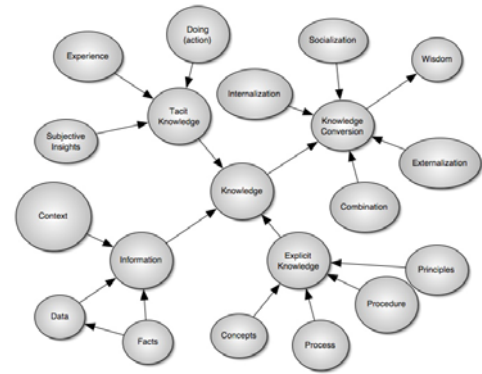 Doing
(action)
Socialization
Experience
Wisdom
Internalization
Tacit
Knowledge
Knowledge
Conversion
Subjective
Insights
Externalization
Knowledge
Combination
Context
Information
Explicit
Knowledge
Principles
Procedure
Data
Facts
Concepts
Process